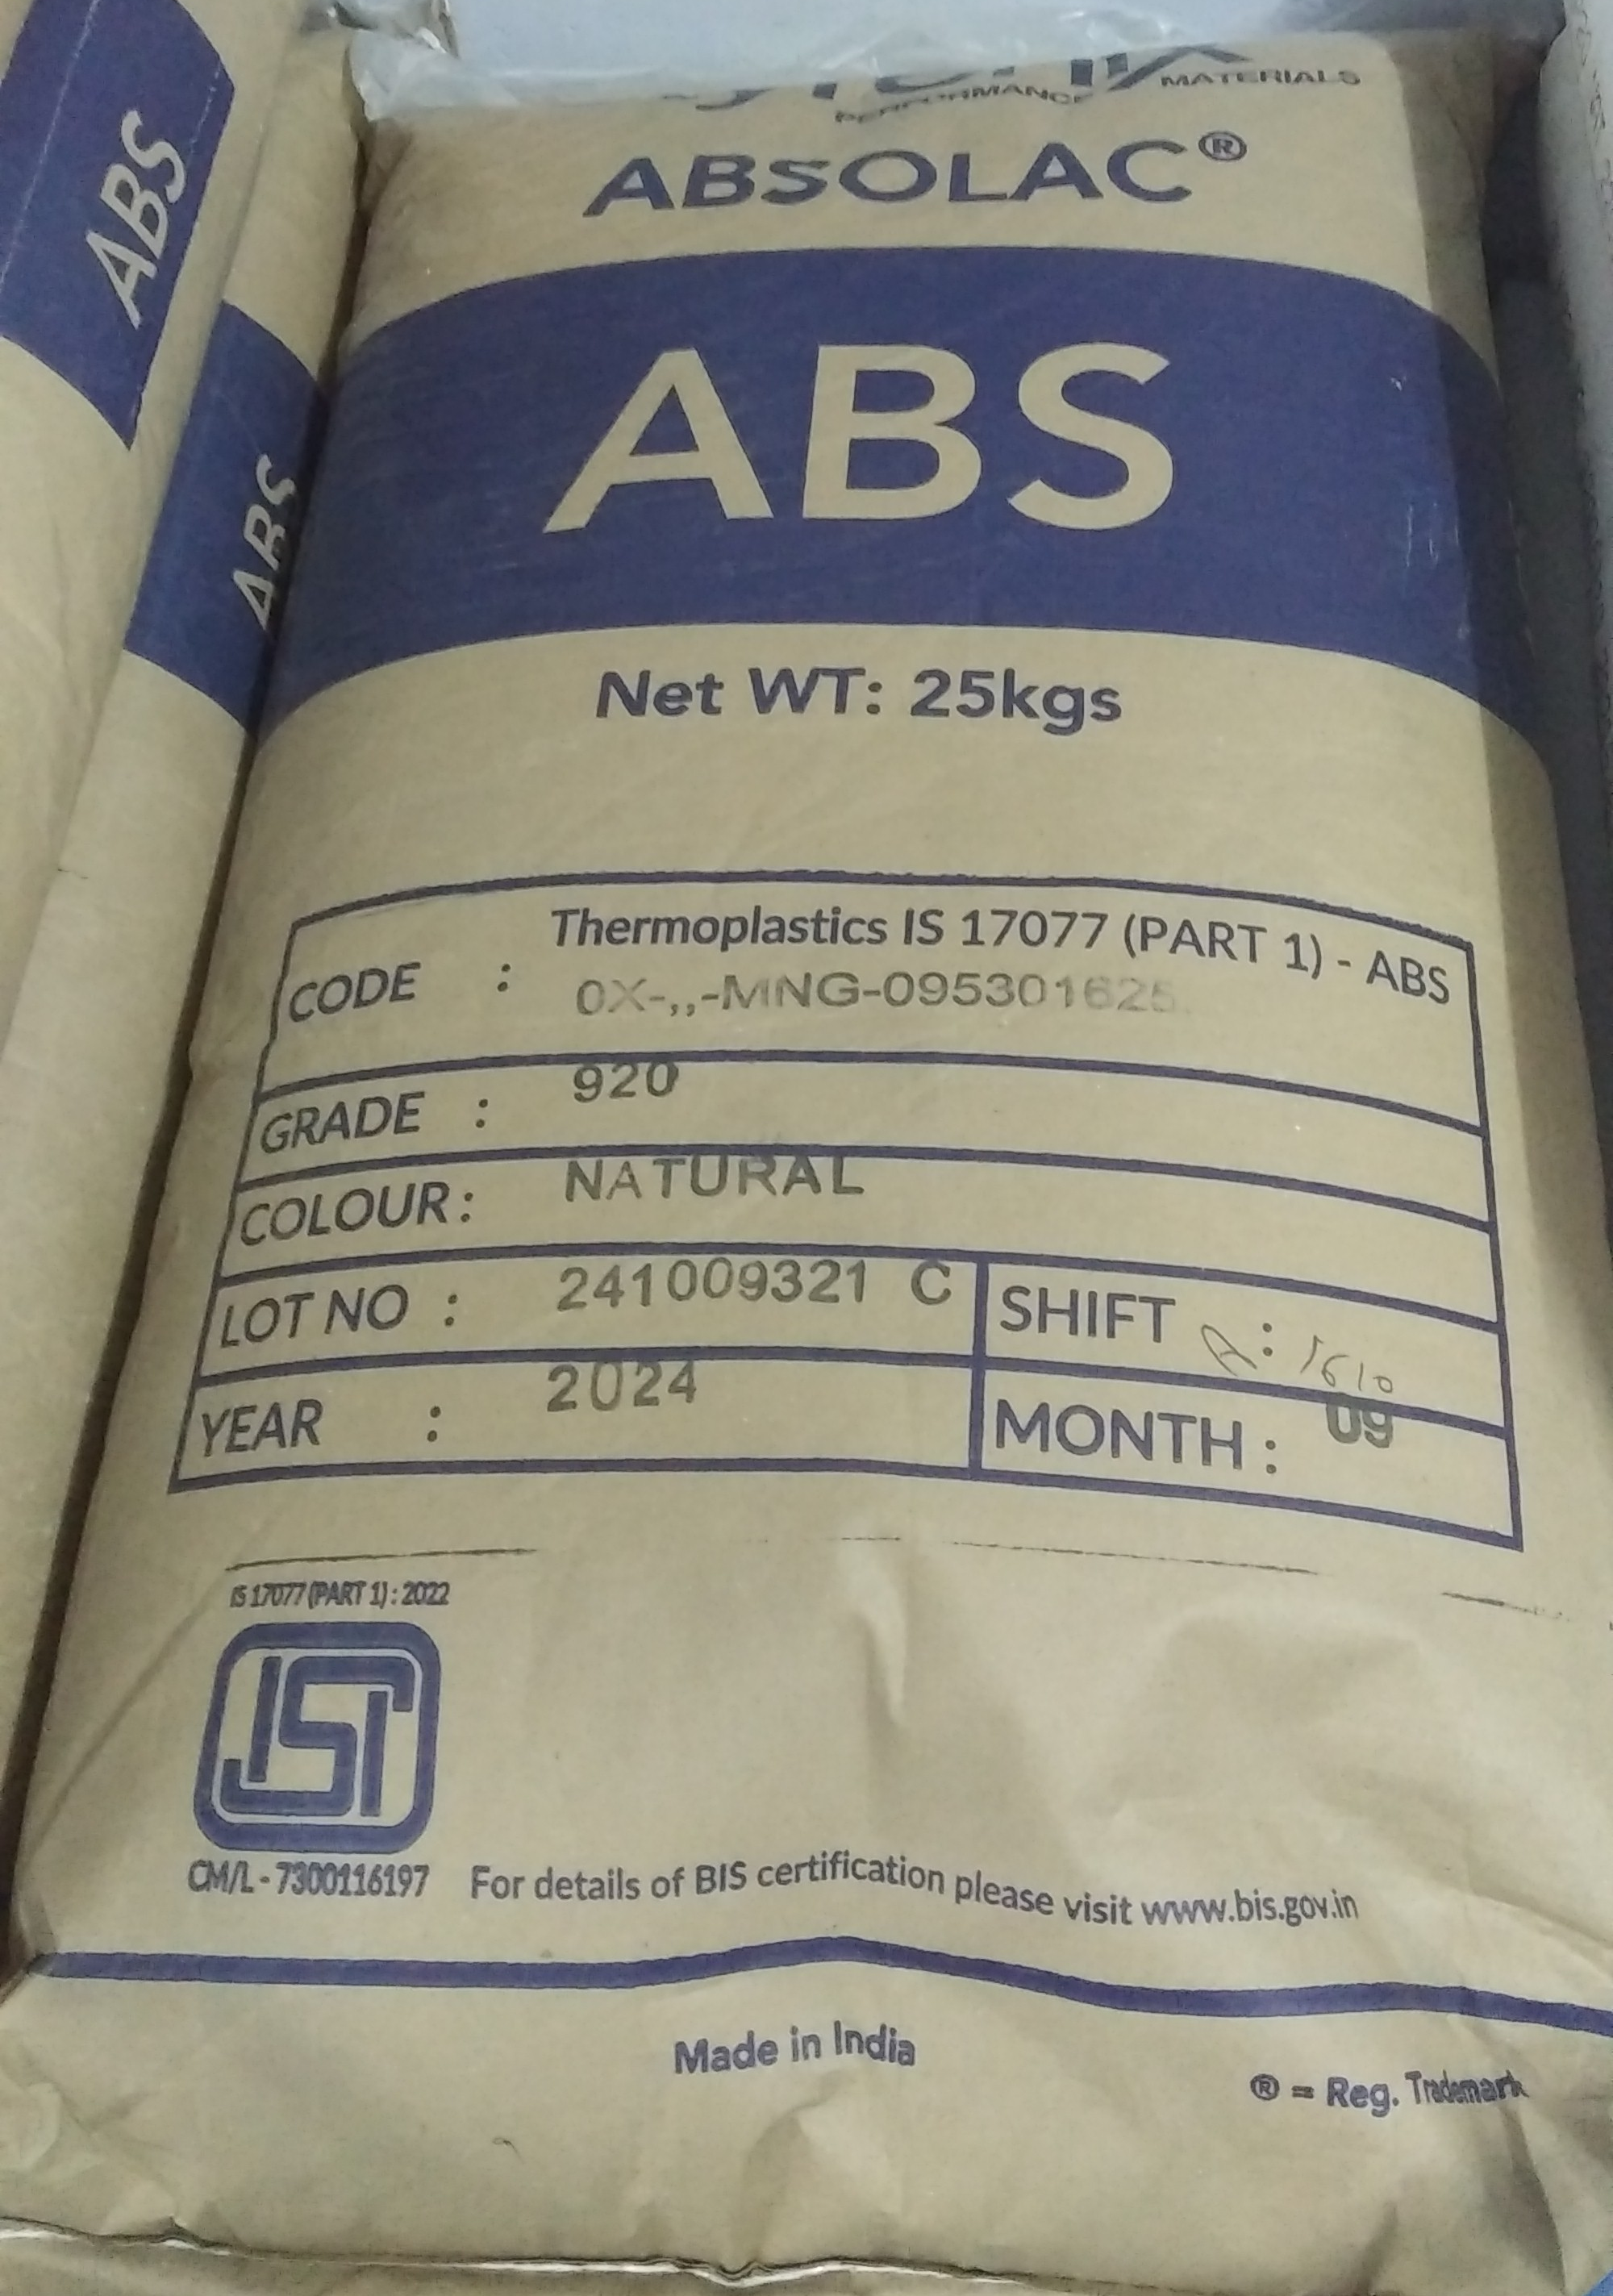 PERFORMANCE MATERIALS
ABSOLAC®
ABS
ABS
ABS
Net WT: 25kgs
CODE : Thermoplastics IS 17077 (PART 1) - ABS
0X-,,-MNG-095301625
GRADE : 920
COLOUR : NATURAL
LOT NO : 241009321 C SHIFT : A 1610
YEAR : 2024 MONTH : 09
IS 17077 (PART 1) : 2022
ISI
CM/L - 7300116197 For details of BIS certification please visit www.bis.gov.in
Made in India
® = Reg. Trademark